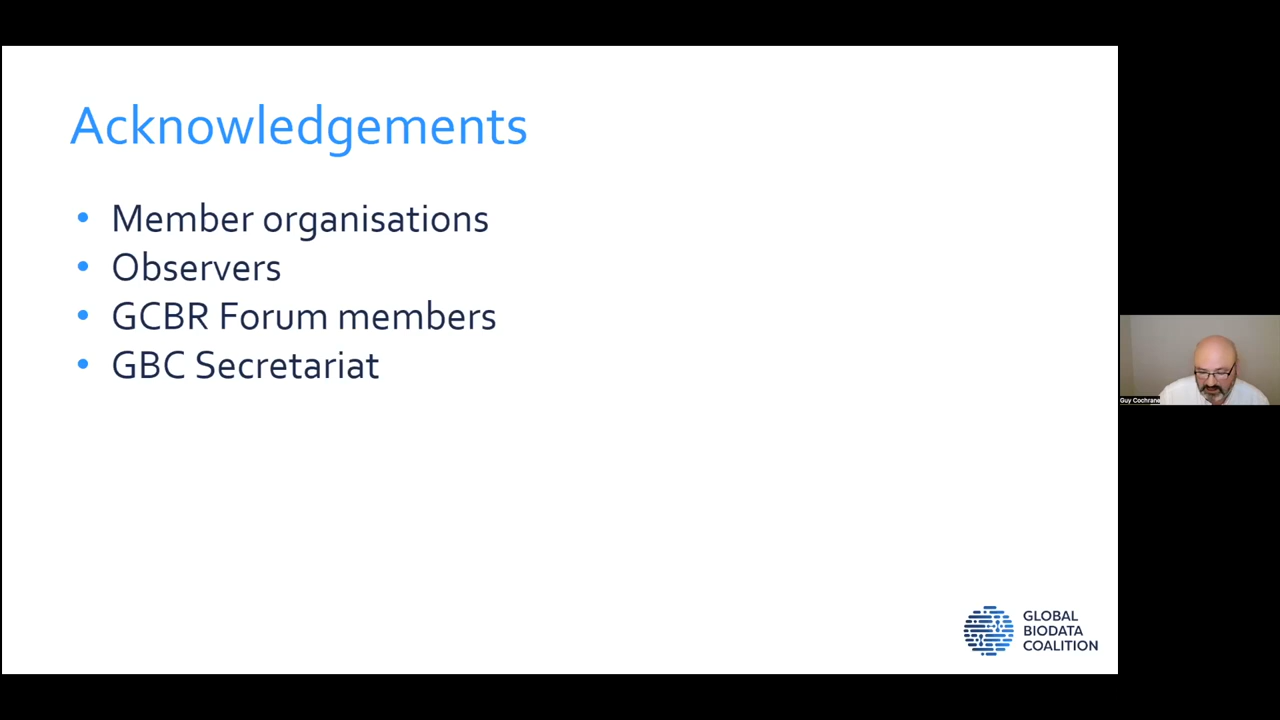 Acknowledgements
• Member organisations
• Observers
• GCBR Forum members
• GBC Secretariat
Guy Cochrane
GLOBAL
BIODATA
COALITION